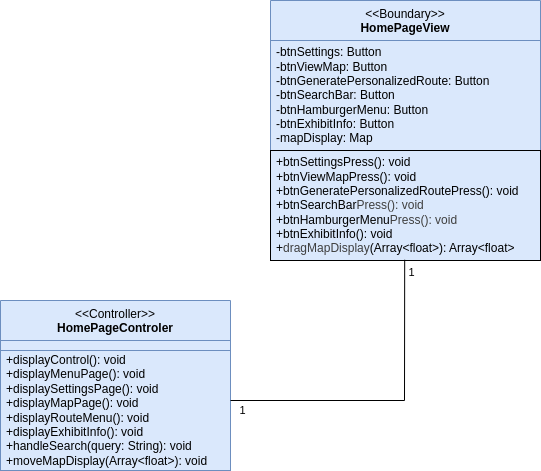 <<Boundary>>
HomePageView
-btnSettings: Button
-btnViewMap: Button
-btnGeneratePersonalizedRoute: Button
-btnSearchBar: Button
-btnHamburgerMenu: Button
-btnExhibitInfo: Button
-mapDisplay: Map
+btnSettingsPress(): void
+btnViewMapPress(): void
+btnGeneratePersonalizedRoutePress(): void
+btnSearchBarPress(): void
+btnHamburgerMenuPress(): void
+btnExhibitInfo(): void
+dragMapDisplay(Array<float>): Array<float>
1
<<Controller>>
HomePageControler
+displayControl(): void
+displayMenuPage(): void
+displaySettingsPage(): void
+displayMapPage(): void
+displayRouteMenu(): void
+displayExhibitInfo(): void
+handleSearch(query: String): void
+moveMapDisplay(Array<float>): void
1